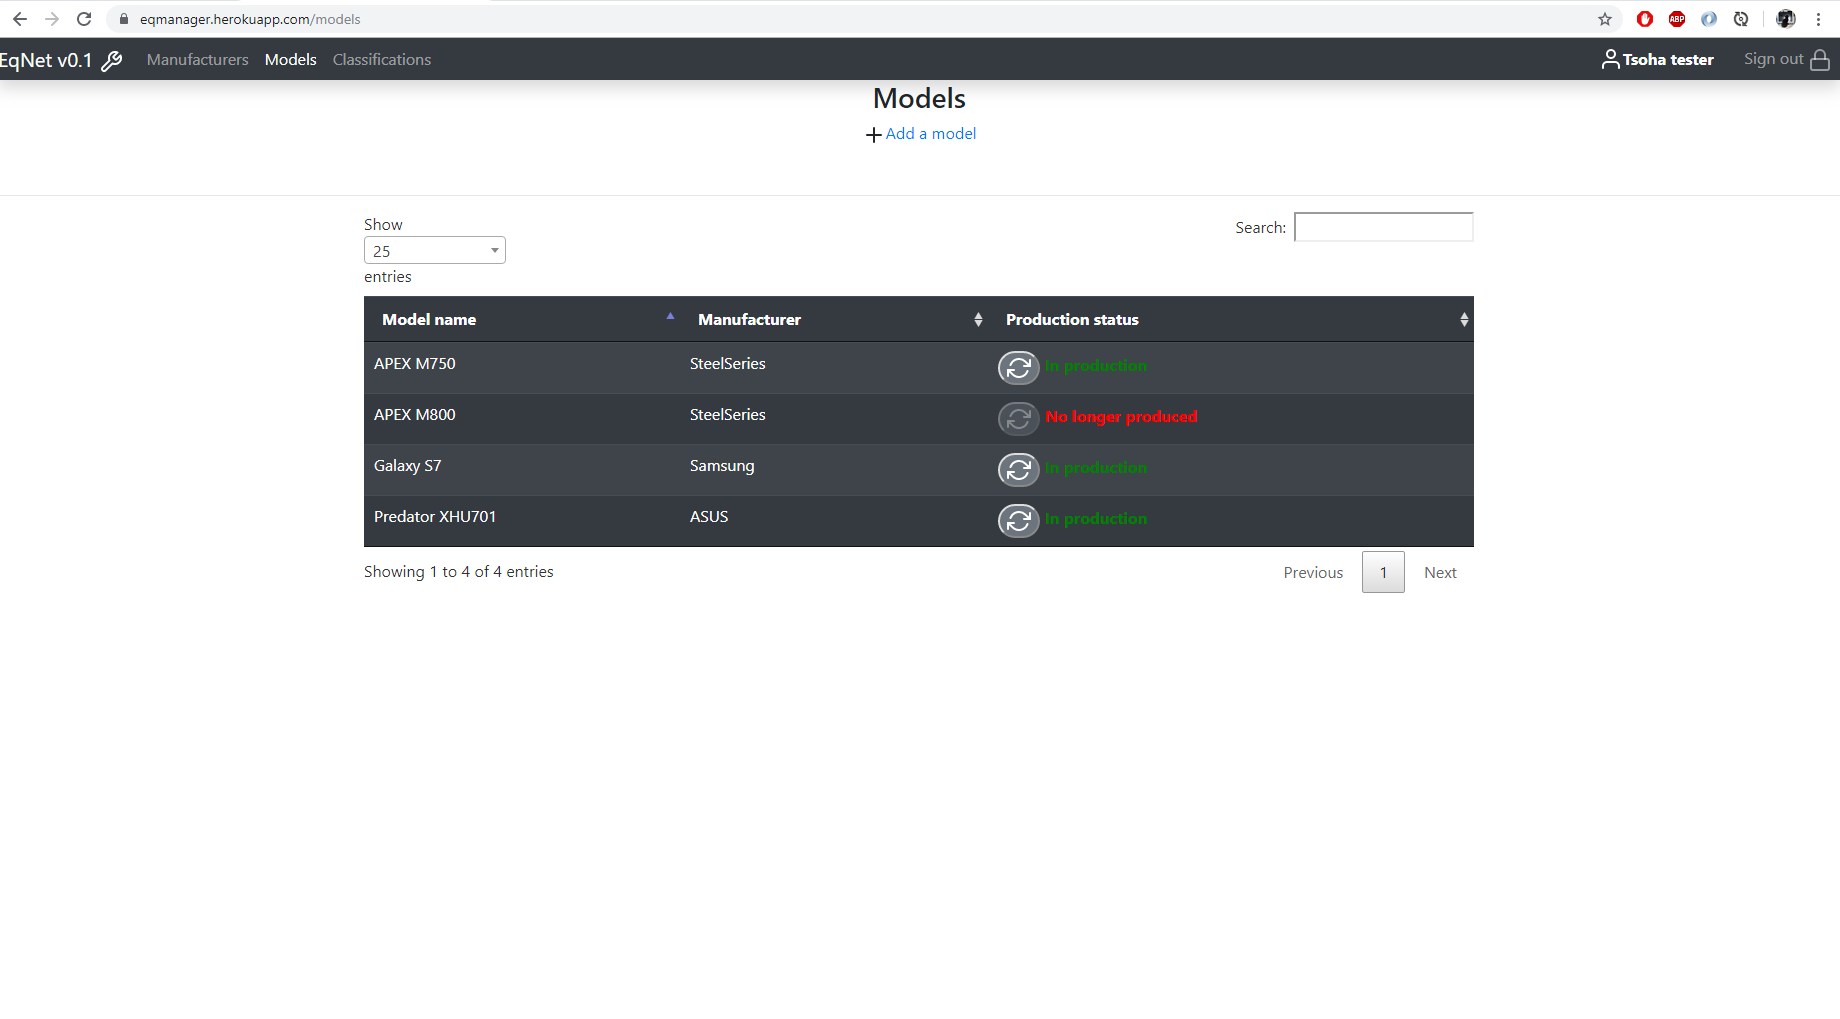 eqmanager.herokuapp.com/models
ABP
EqNet v0.1 Manufacturers Models Classifications Tsoha tester Sign out
Models
Add a model
Show
25
entries
Search:
Model name Manufacturer Production status
APEX M750 SteelSeries In production
APEX M800 SteelSeries No longer produced
Galaxy S7 Samsung In production
Predator XHU701 ASUS In production
Showing 1 to 4 of 4 entries Previous 1 Next